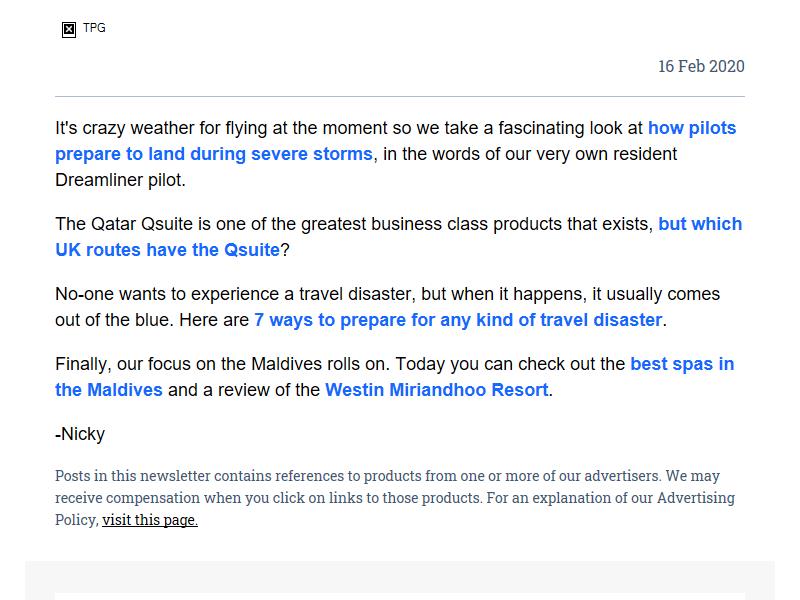 TPG
16 Feb 2020
It's crazy weather for flying at the moment so we take a fascinating look at how pilots
prepare to land during severe storms, in the words of our very own resident
Dreamliner pilot.
The Qatar Qsuite is one of the greatest business class products that exists, but which
UK routes have the Qsuite?
No-one wants to experience a travel disaster, but when it happens, it usually comes
out of the blue. Here are 7 ways to prepare for any kind of travel disaster.
Finally, our focus on the Maldives rolls on. Today you can check out the best spas in
the Maldives and a review of the Westin Miriandhoo Resort.
-Nicky
Posts in this newsletter contains references to products from one or more of our advertisers. We may
receive compensation when you click on links to those products. For an explanation of our Advertising
Policy, visit this page.